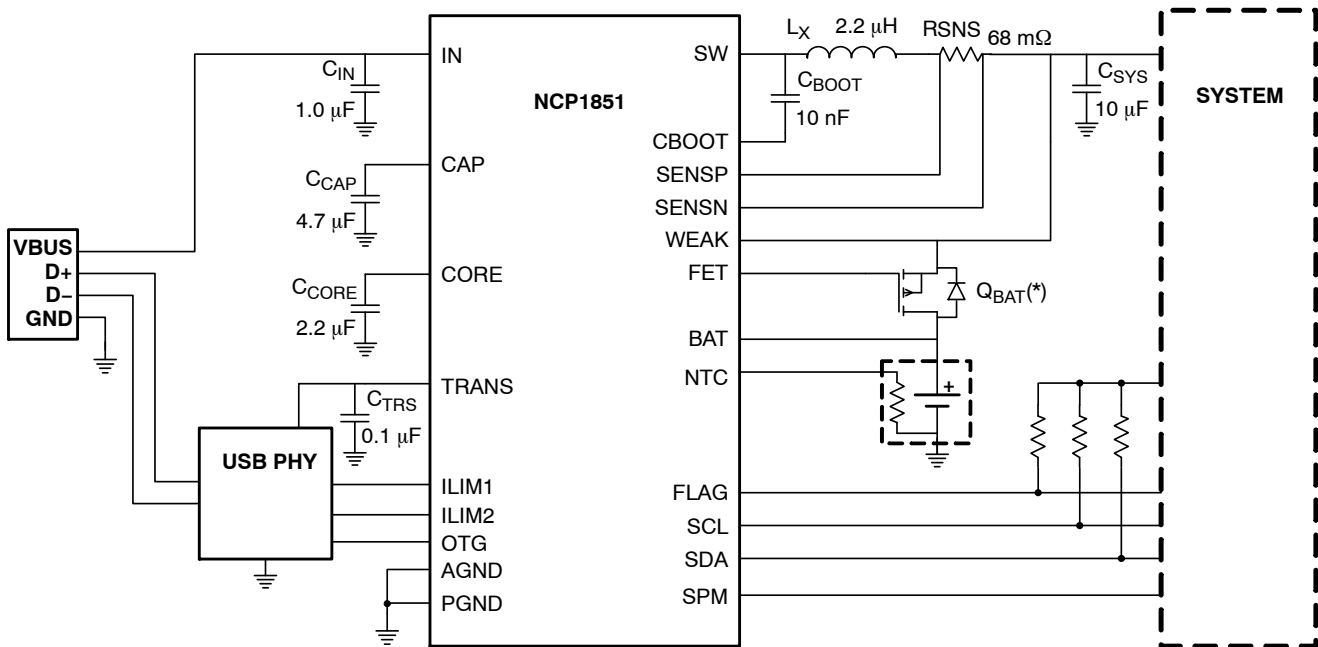 IN
SW
L_X
2.2 μH
RSNS
68 mΩ
C_IN
1.0 μF
NCP1851
C_BOOT
10 nF
C_SYS
10 μF
SYSTEM
CBOOT
CAP
SENSP
C_CAP
4.7 μF
SENSN
WEAK
VBUS
D+
D−
GND
CORE
FET
C_CORE
2.2 μF
Q_BAT(*)
BAT
NTC
TRANS
C_TRS
0.1 μF
+
USB PHY
ILIM1
FLAG
ILIM2
SCL
OTG
AGND
SDA
PGND
SPM